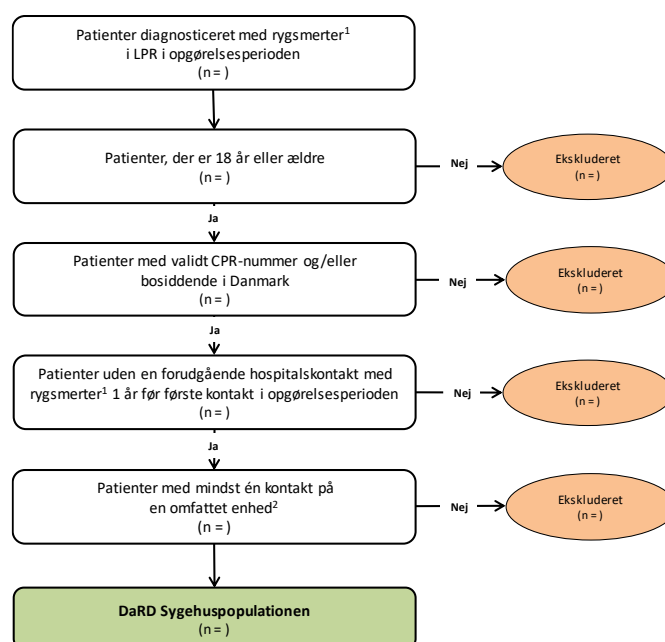 Patienter diagnosticeret med rygsmerter¹
i LPR i opgørelsesperioden
(n = )
Patienter, der er 18 år eller ældre
(n = )
Nej
Ekskluderet
(n = )
Ja
Patienter med validt CPR-nummer og/eller
bosiddende i Danmark
(n = )
Nej
Ekskluderet
(n = )
Ja
Patienter uden en forudgående hospitalskontakt med
rygsmerter¹ 1 år før første kontakt i opgørelsesperioden
(n = )
Nej
Ekskluderet
(n = )
Ja
Patienter med mindst én kontakt på
en omfattet enhed²
(n = )
Nej
Ekskluderet
(n = )
DaRD Sygehuspopulationen
(n = )